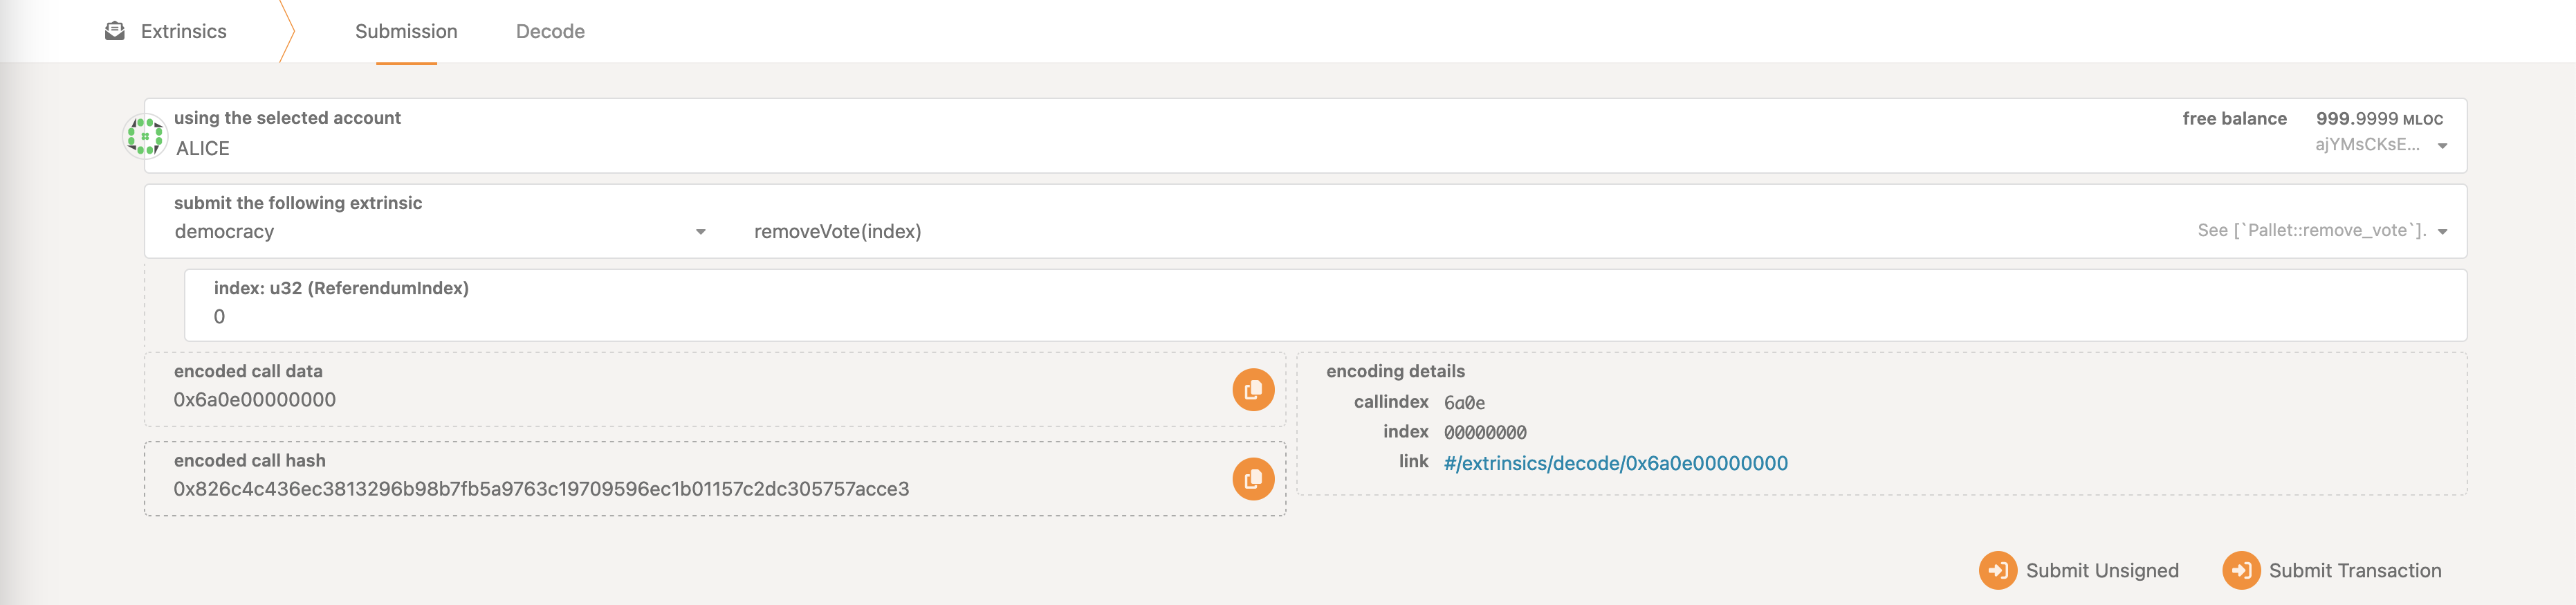 Extrinsics
Submission
Decode
using the selected account
ALICE
free balance 999.9999 MLOC
ajYMsCKsE...
submit the following extrinsic
democracy
removeVote(index)
See [`Pallet::remove_vote`].
index: u32 (ReferendumIndex)
0
encoded call data
0x6a0e00000000
encoded call hash
0x826c4c436ec3813296b98b7fb5a9763c19709596ec1b01157c2dc305757acce3
encoding details
callindex 6a0e
index 00000000
link #/extrinsics/decode/0x6a0e00000000
Submit Unsigned
Submit Transaction